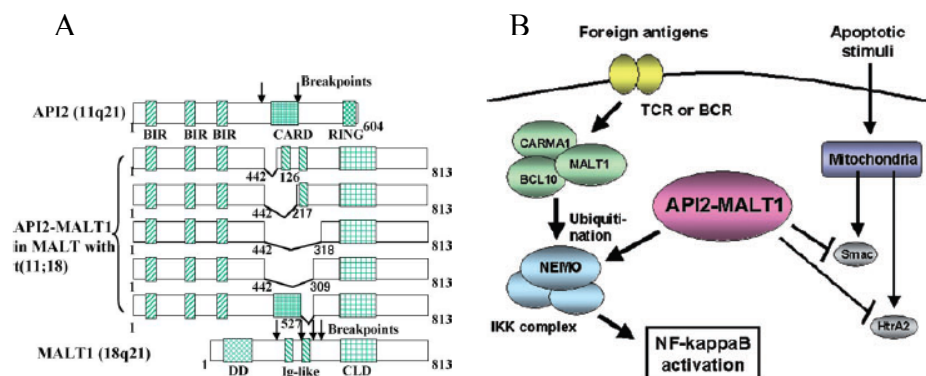 A
Breakpoints
API2 (11q21)
1
604
BIR BIR BIR CARD RING
442 126
813
1
442 217
813
API2-MALT1
in MALT with
t(11;18)
1
442 318
813
1
442 309
813
1
527
813
Breakpoints
MALT1 (18q21)
1
813
DD Ig-like CLD
B
Foreign antigens
Apoptotic
stimuli
TCR or BCR
CARMA1
MALT1
BCL10
Mitochondria
API2-MALT1
Ubiquiti-
nation
Smac
NEMO
HtrA2
IKK complex
NF-kappaB
activation